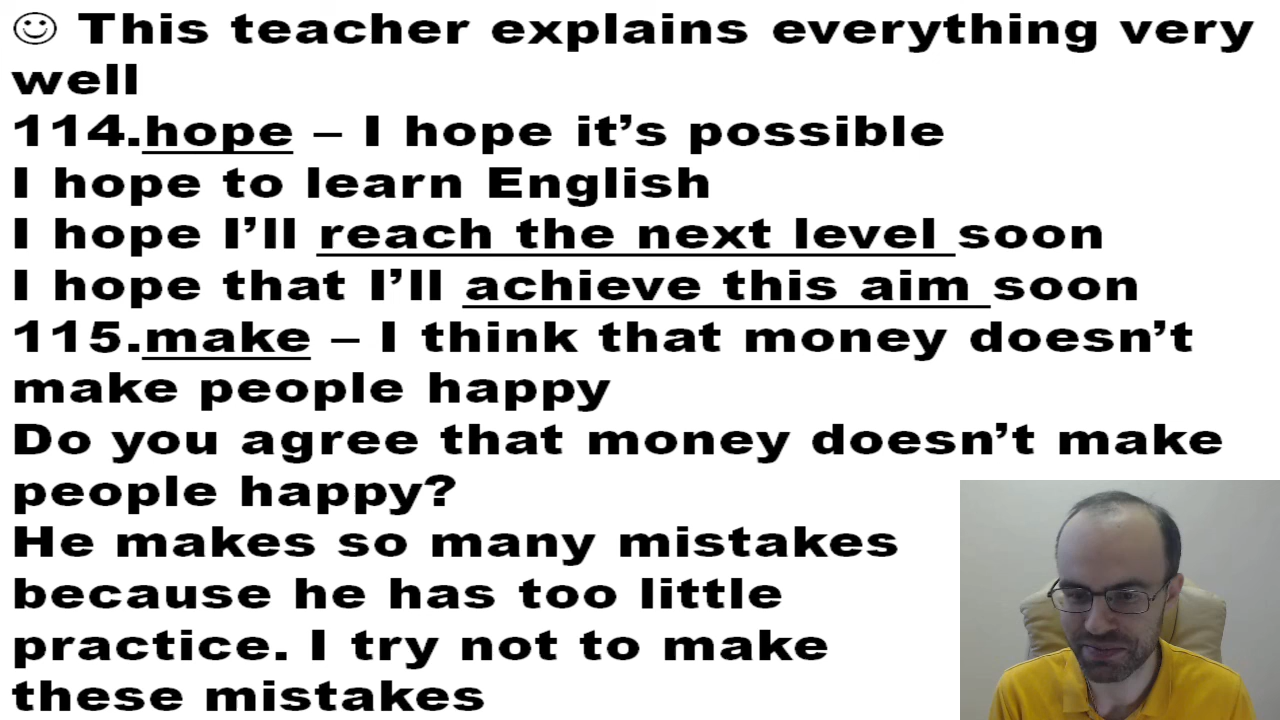 ☺ This teacher explains everything very
well
114.hope – I hope it’s possible
I hope to learn English
I hope I’ll reach the next level soon
I hope that I’ll achieve this aim soon
115.make – I think that money doesn’t
make people happy
Do you agree that money doesn’t make
people happy?
He makes so many mistakes
because he has too little
practice. I try not to make
these mistakes